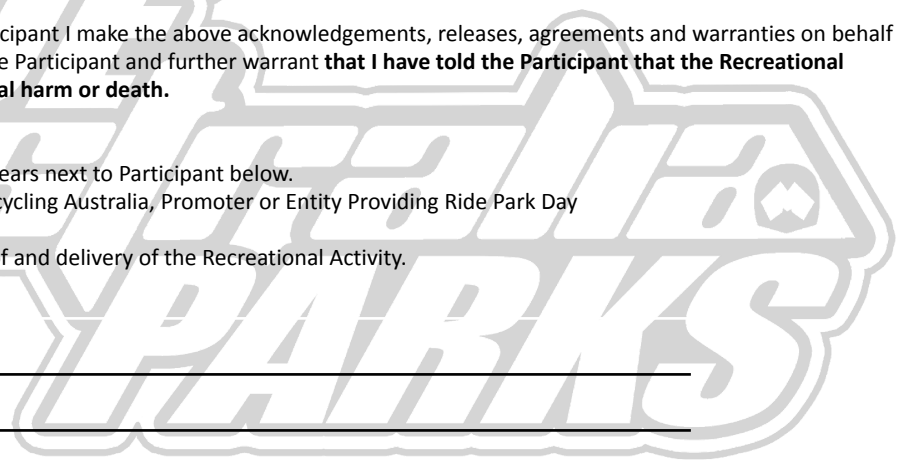 cipant I make the above acknowledgements, releases, agreements and warranties on behalf
e Participant and further warrant that I have told the Participant that the Recreational
al harm or death.
ears next to Participant below.
cycling Australia, Promoter or Entity Providing Ride Park Day
f and delivery of the Recreational Activity.
tralia
PARKS